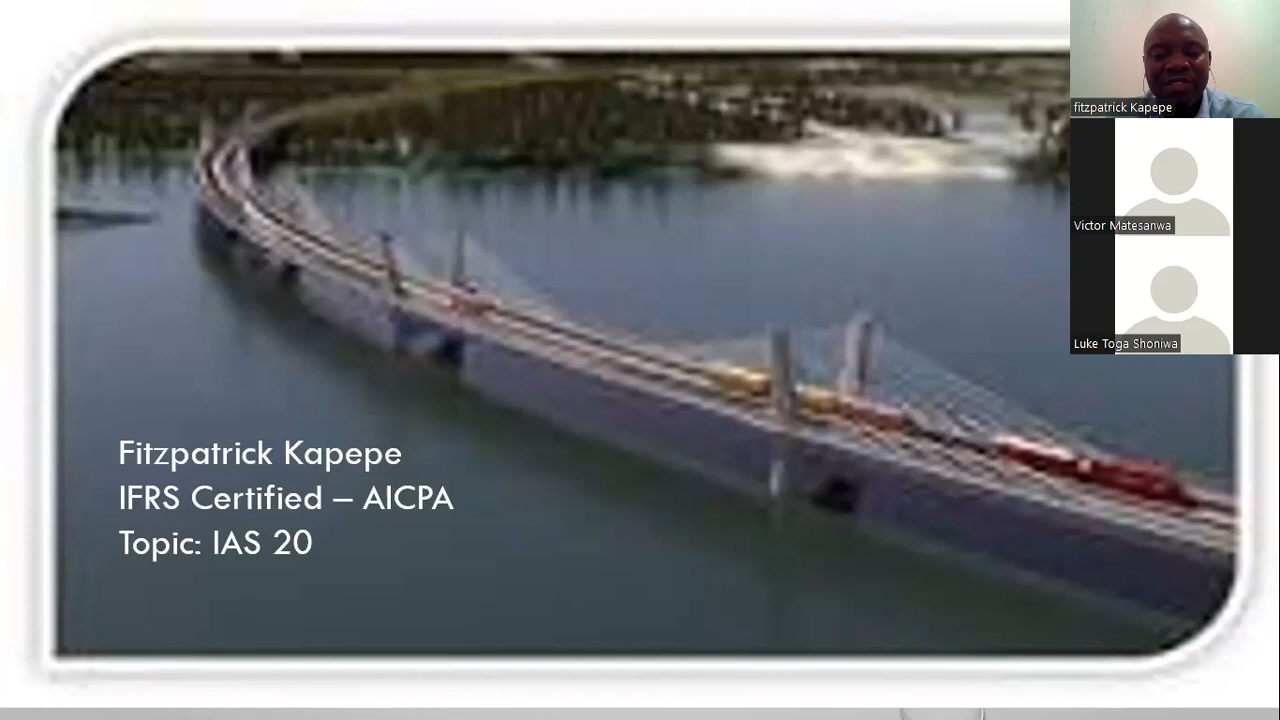 Fitzpatrick Kapepe
IFRS Certified – AICPA
Topic: IAS 20
fitzpatrick Kapepe
Victor Matesanwa
Luke Toga Shoniwa